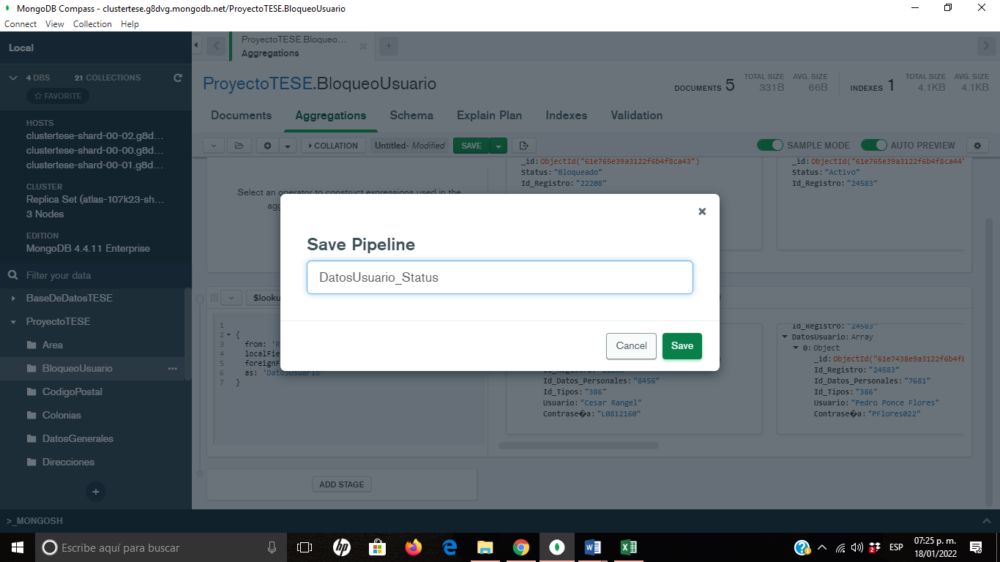 MongoDB Compass - clustertese.g8dvg.mongodb.net/ProyectoTESE.BloqueoUsuario
Connect View Collection Help
Local
4 DBS 21 COLLECTIONS
FAVORITE
HOSTS
clustertese-shard-00-02.g8d...
clustertese-shard-00-00.g8d...
clustertese-shard-00-01.g8d...
CLUSTER
Replica Set (atlas-107k23-sh...
3 Nodes
EDITION
MongoDB 4.4.11 Enterprise
Filter your data
BaseDeDatosTESE
ProyectoTESE
Area
BloqueoUsuario
CodigoPostal
Colonias
DatosGenerales
Direcciones
ProyectoTESE.Bloqueo...
Aggregations
ProyectoTESE.BloqueoUsuario
DOCUMENTS 5 TOTAL SIZE 331B AVG. SIZE 66B INDEXES 1 TOTAL SIZE 4.1KB AVG. SIZE 4.1KB
Documents Aggregations Schema Explain Plan Indexes Validation
COLLATION Untitled- Modified SAVE SAMPLE MODE AUTO PREVIEW
Select an operator to construct expressions used in the
_id: ObjectId("61e765e39a3122f6b4f8ca43")
Status: "Bloqueado"
Id_Registro: "22208"
_id: ObjectId("61e765e39a3122f6b4f8ca44"
Status: "Activo"
Id_Registro: "24583"
Save Pipeline
DatosUsuario_Status
Cancel Save
$looku
1
2 {
3 from: 'R
4 localFie
5 foreignF
6 as: 'DatosUsuario'
7 }
Id_Datos_Personales: "8456"
Id_Tipos: "386"
Usuario: "Cesar Rangel"
Contrase�a: "L0812160"
Id_Registro: "24583"
DatosUsuario: Array
0: Object
_id: ObjectId("61e7438e9a3122f6b4f8
Id_Registro: "24583"
Id_Datos_Personales: "7681"
Id_Tipos: "386"
Usuario: "Pedro Ponce Flores"
Contrase�a: "PFlores022"
ADD STAGE
>_MONGOSH
Escribe aquí para buscar
ESP
07:25 p. m.
18/01/2022